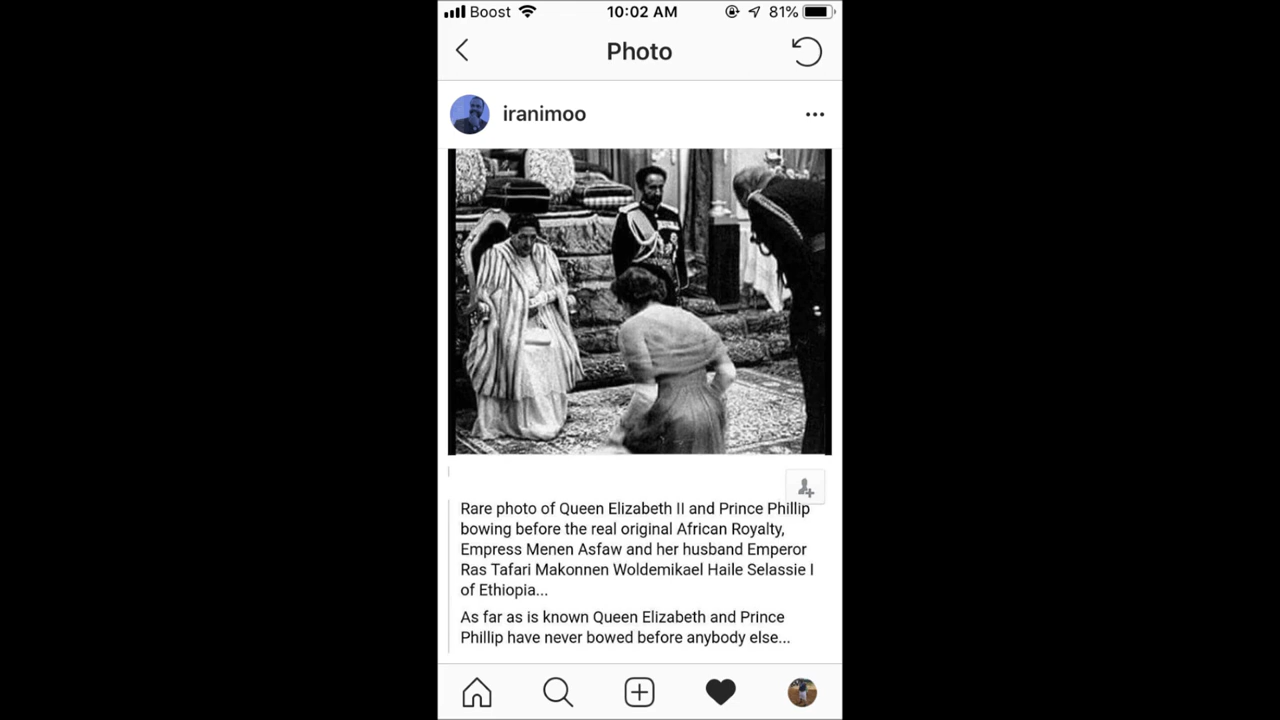 Boost 10:02 AM 81%
Photo
iranimoo
Rare photo of Queen Elizabeth II and Prince Phillip
bowing before the real original African Royalty,
Empress Menen Asfaw and her husband Emperor
Ras Tafari Makonnen Woldemikael Haile Selassie I
of Ethiopia...
As far as is known Queen Elizabeth and Prince
Phillip have never bowed before anybody else...